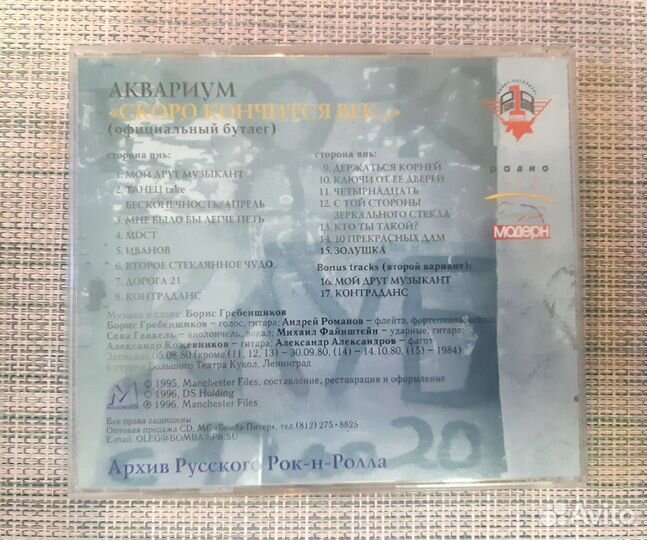 АКВАРИУМ
«СКОРО КОНЧИТСЯ ВЕК...»
(официальный бутлег)
сторона инь:
1. МОЙ ДРУГ МУЗЫКАНТ
2. ТАНЕЦ take
БЕСКОНЕЧНОСТЬ/АПРЕЛЬ
3. МНЕ БЫЛО БЫ ЛЕГЧЕ ПЕТЬ
4. МОСТ
5. ИВАНОВ
6. ВТОРОЕ СТЕКЛЯННОЕ ЧУДО
7. ДОРОГА 21
8. КОНТРАДАНС
сторона янь:
9. ДЕРЖАТЬСЯ КОРНЕЙ
10. КЛЮЧИ ОТ ЕЕ ДВЕРЕЙ
11. ЧЕТЫРНАДЦАТЬ
12. С ТОЙ СТОРОНЫ
ЗЕРКАЛЬНОГО СТЕКЛА
13. КТО ТЫ ТАКОЙ?
14. 10 ПРЕКРАСНЫХ ДАМ
15. ЗОЛУШКА
Bonus tracks (второй вариант):
16. МОЙ ДРУГ МУЗЫКАНТ
17. КОНТРАДАНС
радио
МОДЕРН
Музыка и слова: Борис Гребенщиков
Борис Гребенщиков – голос, гитара; Андрей Романов – флейта, фортепиано, вокал;
Сева Гаккель – виолончель, вокал; Михаил Файнштейн – ударные, гитара;
Александр Кожевников – гитара; Александр Александров – фагот
Записано 05.08.80 (кроме (11, 12, 13) – 30.09.80, (14) – 14.10.80, (15) – 1984)
в студии Большого Театра Кукол, Ленинград
© 1995, Manchester Files, составление, реставрация и оформление
© 1996, DS Holding
℗ 1996, Manchester Files
Все права защищены.
Оптовая продажа CD, МС «Бомба-Питер», тел.(812) 275-8825
E-mail: OLEG@BOMBA.SPB.SU
20
Архив Русского Рок-н-Ролла
Avito